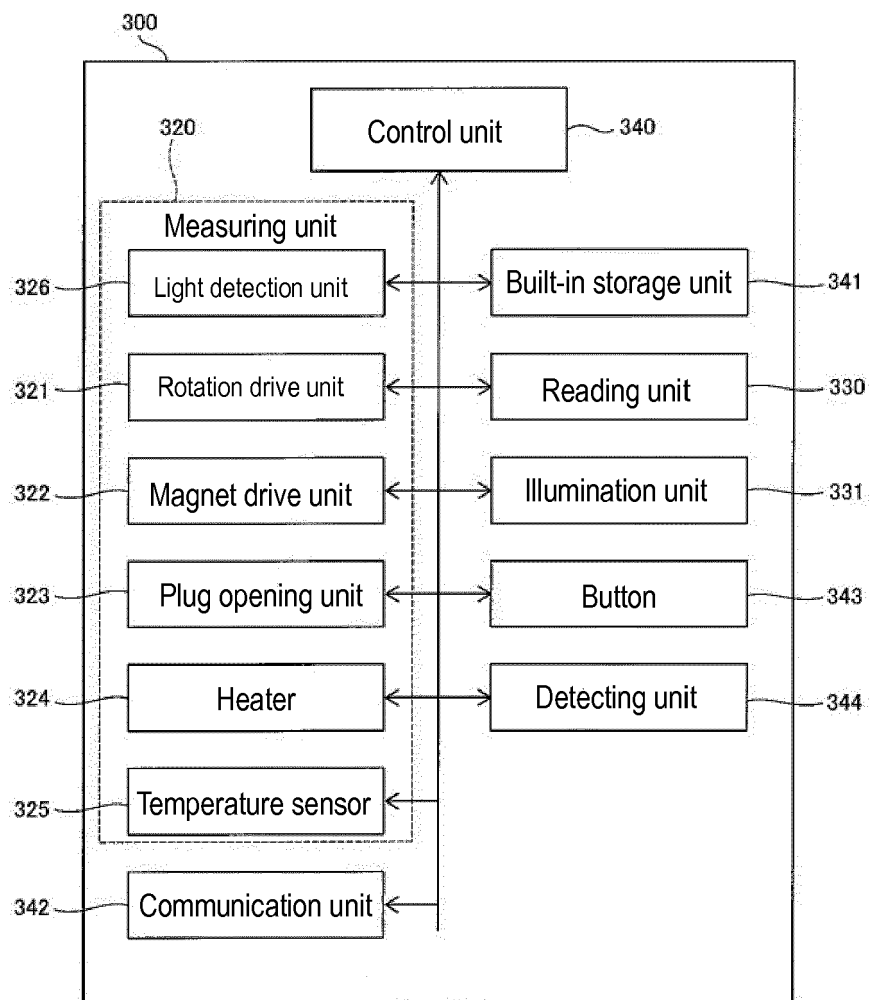 300
320
Control unit
340
Measuring unit
326
Light detection unit
Built-in storage unit
341
321
Rotation drive unit
Reading unit
330
322
Magnet drive unit
Illumination unit
331
323
Plug opening unit
Button
343
324
Heater
Detecting unit
344
325
Temperature sensor
342
Communication unit